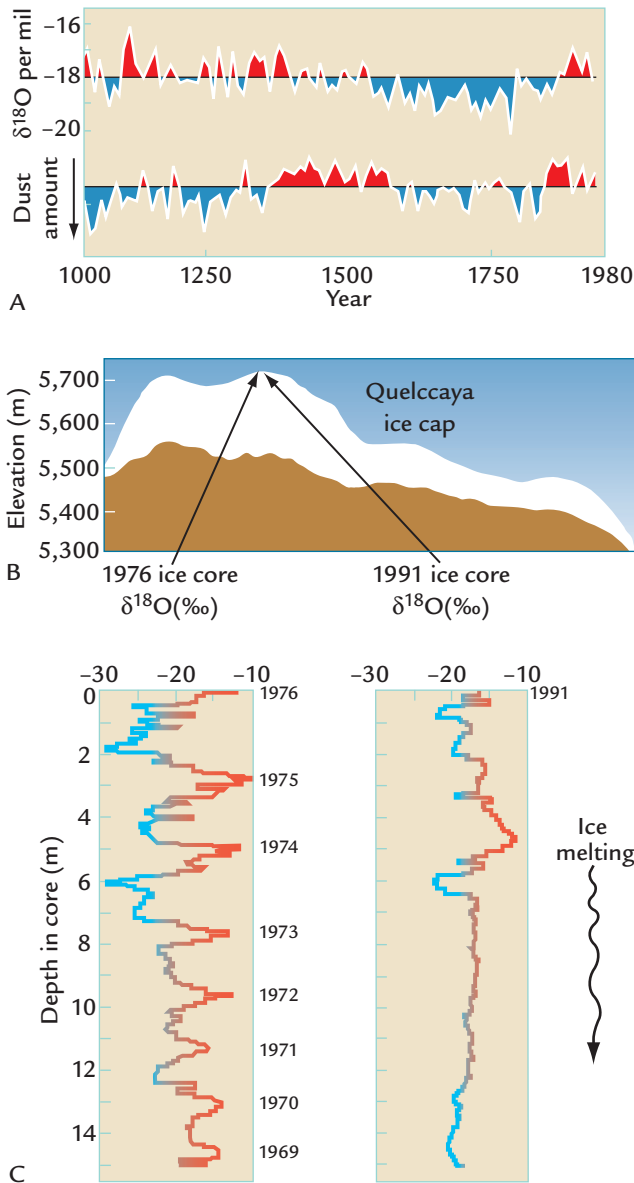 δ¹⁸O per mil
−16
−18
−20
Dust
amount
1000
1250
1500
1750
1980
Year
A
Elevation (m)
5,700
5,600
5,500
5,400
5,300
Quelccaya
ice cap
B
1976 ice core
δ¹⁸O(‰)
1991 ice core
δ¹⁸O(‰)
−30
−20
−10
−30
−20
−10
Depth in core (m)
0
2
4
6
8
10
12
14
1976
1975
1974
1973
1972
1971
1970
1969
1991
Ice
melting
C